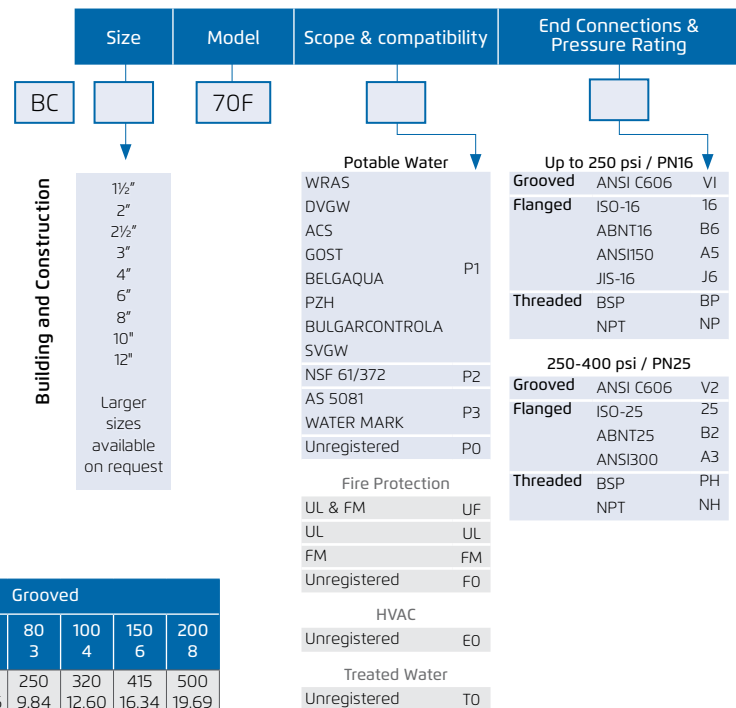 Size
Model
Scope & compatibility
End Connections &
Pressure Rating
BC
70F
Building and Construction
1½"
2"
2½"
3"
4"
6"
8"
10"
12"
Larger
sizes
available
on request
Potable Water
WRAS
DVGW
ACS
GOST
BELGAQUA
PZH
BULGARCONTROLA
SVGW
P1
NSF 61/372 P2
AS 5081
WATER MARK
P3
Unregistered P0
Fire Protection
UL & FM UF
UL UL
FM FM
Unregistered F0
HVAC
Unregistered E0
Treated Water
Unregistered T0
Up to 250 psi / PN16
Grooved ANSI C606 VI
Flanged ISO-16 16
ABNT16 B6
ANSI150 A5
JIS-16 J6
Threaded BSP BP
NPT NP
250-400 psi / PN25
Grooved ANSI C606 V2
Flanged ISO-25 25
ABNT25 B2
ANSI300 A3
Threaded BSP PH
NPT NH
Grooved
80 100 150 200
3 4 6 8
250 320 415 500
9.84 12.60 16.34 19.69